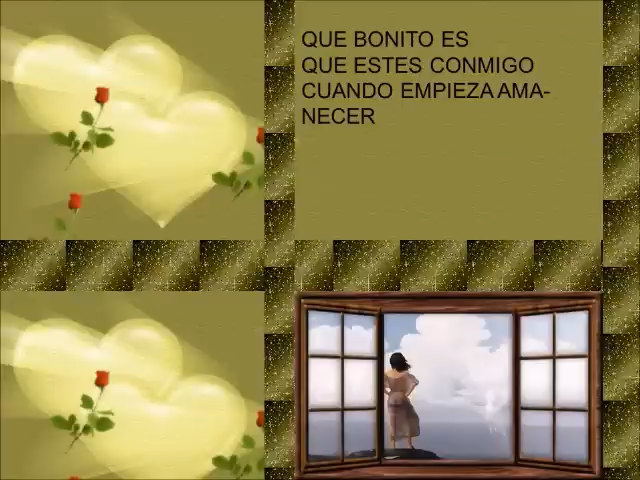 QUE BONITO ES
QUE ESTES CONMIGO
CUANDO EMPIEZA AMA-
NECER